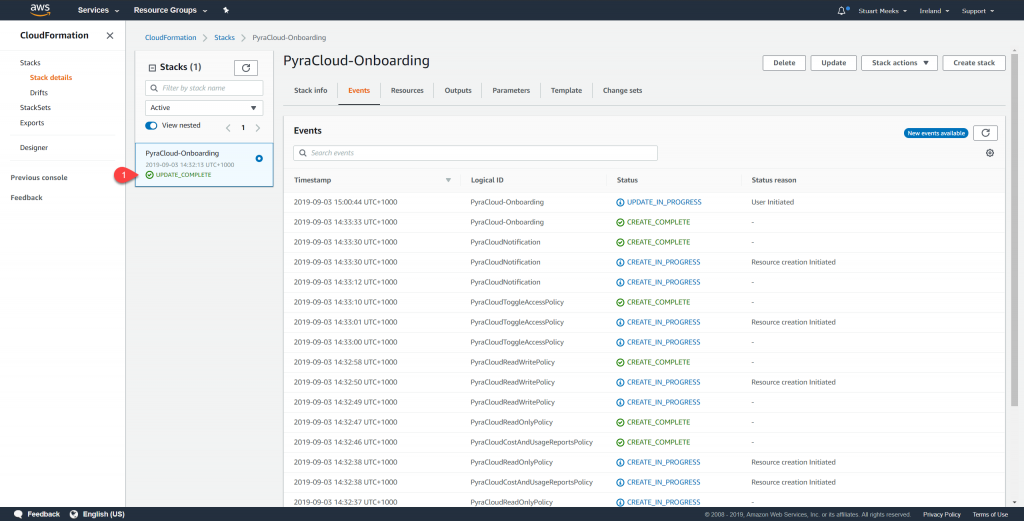 aws
Services
Resource Groups
Stuart Meeks
Ireland
Support
CloudFormation
Stacks
Stack details
Drifts
StackSets
Exports
Designer
Previous console
Feedback
CloudFormation > Stacks > PyraCloud-Onboarding
Stacks (1)
Filter by stack name
Active
View nested
1
PyraCloud-Onboarding
2019-09-03 14:32:13 UTC+1000
1
UPDATE_COMPLETE
PyraCloud-Onboarding
Delete
Update
Stack actions
Create stack
Stack info
Events
Resources
Outputs
Parameters
Template
Change sets
Events
New events available
Search events
Timestamp Logical ID Status Status reason
2019-09-03 15:00:44 UTC+1000 PyraCloud-Onboarding UPDATE_IN_PROGRESS User Initiated
2019-09-03 14:33:33 UTC+1000 PyraCloud-Onboarding CREATE_COMPLETE -
2019-09-03 14:33:30 UTC+1000 PyraCloudNotification CREATE_COMPLETE -
2019-09-03 14:33:30 UTC+1000 PyraCloudNotification CREATE_IN_PROGRESS Resource creation Initiated
2019-09-03 14:33:12 UTC+1000 PyraCloudNotification CREATE_IN_PROGRESS -
2019-09-03 14:33:10 UTC+1000 PyraCloudToggleAccessPolicy CREATE_COMPLETE -
2019-09-03 14:33:01 UTC+1000 PyraCloudToggleAccessPolicy CREATE_IN_PROGRESS Resource creation Initiated
2019-09-03 14:33:00 UTC+1000 PyraCloudToggleAccessPolicy CREATE_IN_PROGRESS -
2019-09-03 14:32:58 UTC+1000 PyraCloudReadWritePolicy CREATE_COMPLETE -
2019-09-03 14:32:50 UTC+1000 PyraCloudReadWritePolicy CREATE_IN_PROGRESS Resource creation Initiated
2019-09-03 14:32:49 UTC+1000 PyraCloudReadWritePolicy CREATE_IN_PROGRESS -
2019-09-03 14:32:47 UTC+1000 PyraCloudReadOnlyPolicy CREATE_COMPLETE -
2019-09-03 14:32:46 UTC+1000 PyraCloudCostAndUsageReportsPolicy CREATE_COMPLETE -
2019-09-03 14:32:38 UTC+1000 PyraCloudReadOnlyPolicy CREATE_IN_PROGRESS Resource creation Initiated
2019-09-03 14:32:38 UTC+1000 PyraCloudCostAndUsageReportsPolicy CREATE_IN_PROGRESS Resource creation Initiated
2019-09-03 14:32:37 UTC+1000 PyraCloudReadOnlyPolicy CREATE_IN_PROGRESS -
Feedback
English (US)
© 2008 - 2019, Amazon Web Services, Inc. or its affiliates. All rights reserved.
Privacy Policy
Terms of Use